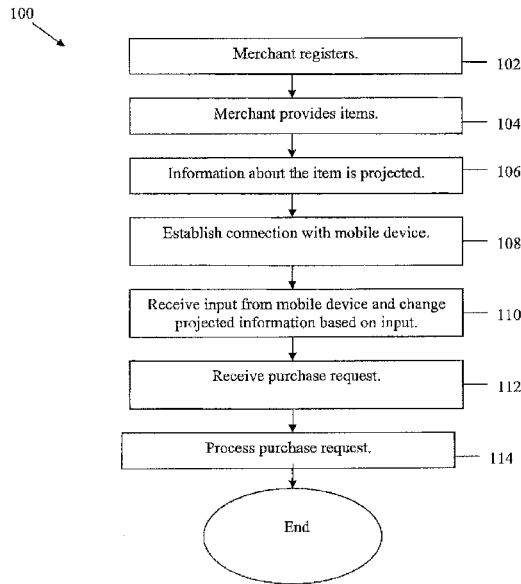 100
Merchant registers.
102
Merchant provides items.
104
Information about the item is projected.
106
Establish connection with mobile device.
108
Receive input from mobile device and change
projected information based on input.
110
Receive purchase request.
112
Process purchase request.
114
End